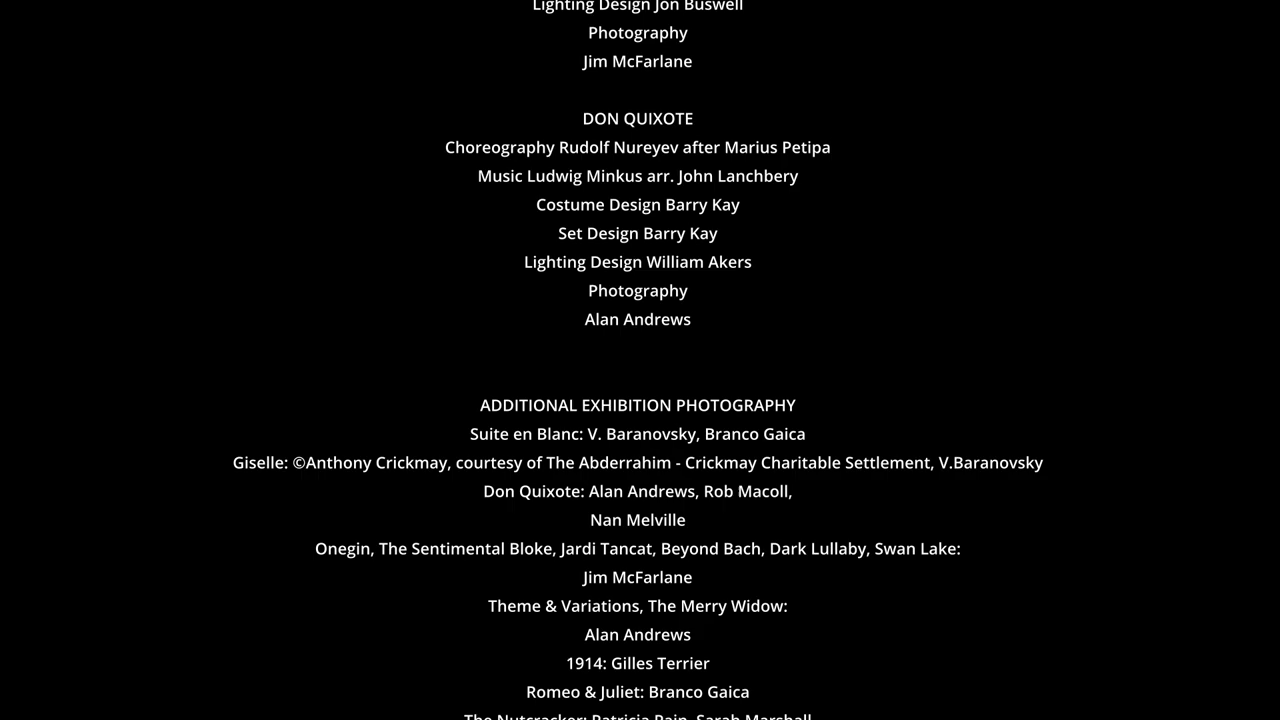 Lighting Design Jon Buswell
Photography
Jim McFarlane
DON QUIXOTE
Choreography Rudolf Nureyev after Marius Petipa
Music Ludwig Minkus arr. John Lanchbery
Costume Design Barry Kay
Set Design Barry Kay
Lighting Design William Akers
Photography
Alan Andrews
ADDITIONAL EXHIBITION PHOTOGRAPHY
Suite en Blanc: V. Baranovsky, Branco Gaica
Giselle: ©Anthony Crickmay, courtesy of The Abderrahim - Crickmay Charitable Settlement, V.Baranovsky
Don Quixote: Alan Andrews, Rob Macoll,
Nan Melville
Onegin, The Sentimental Bloke, Jardi Tancat, Beyond Bach, Dark Lullaby, Swan Lake:
Jim McFarlane
Theme & Variations, The Merry Widow:
Alan Andrews
1914: Gilles Terrier
Romeo & Juliet: Branco Gaica
The Nutcracker: Patricia Sarah Marshall